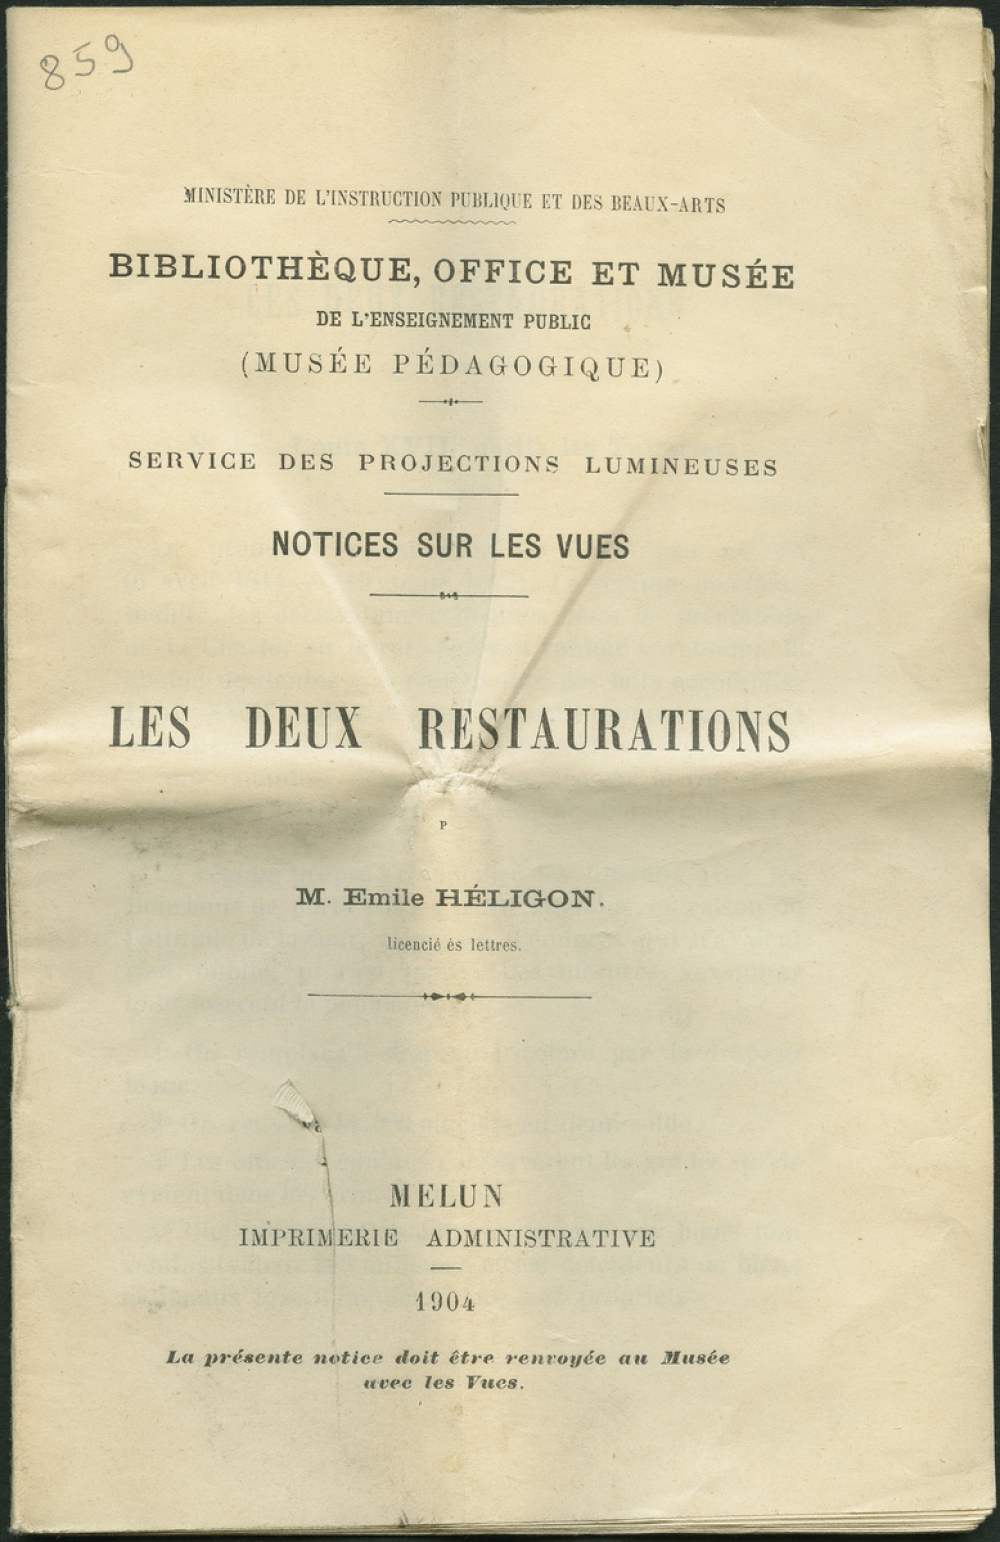 859
MINISTÈRE DE L'INSTRUCTION PUBLIQUE ET DES BEAUX-ARTS
BIBLIOTHÈQUE, OFFICE ET MUSÉE
DE L'ENSEIGNEMENT PUBLIC
(MUSÉE PÉDAGOGIQUE)
SERVICE DES PROJECTIONS LUMINEUSES
NOTICES SUR LES VUES
LES DEUX RESTAURATIONS
P
M. Emile HÉLIGON.
licencié ès lettres.
MELUN
IMPRIMERIE ADMINISTRATIVE
1904
La présente notice doit être renvoyée au Musée
avec les Vues.